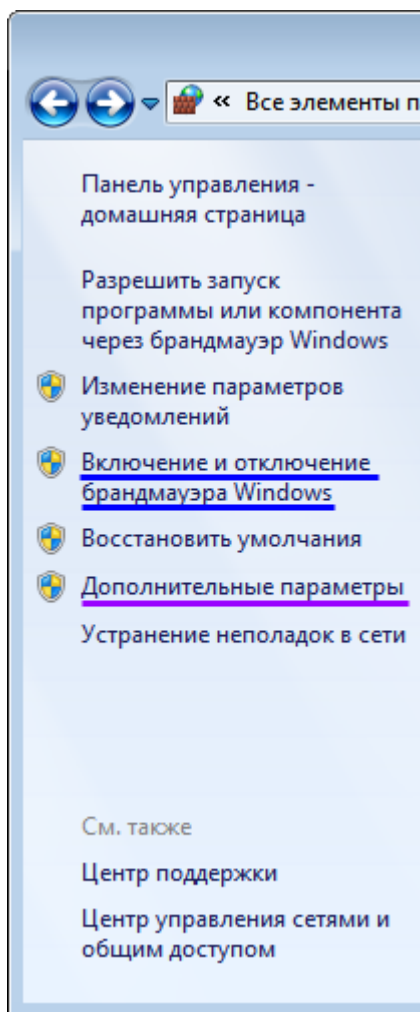 « Все элементы п
Панель управления -
домашняя страница
Разрешить запуск
программы или компонента
через брандмауэр Windows
Изменение параметров
уведомлений
Включение и отключение
брандмауэра Windows
Восстановить умолчания
Дополнительные параметры
Устранение неполадок в сети
См. также
Центр поддержки
Центр управления сетями и
общим доступом